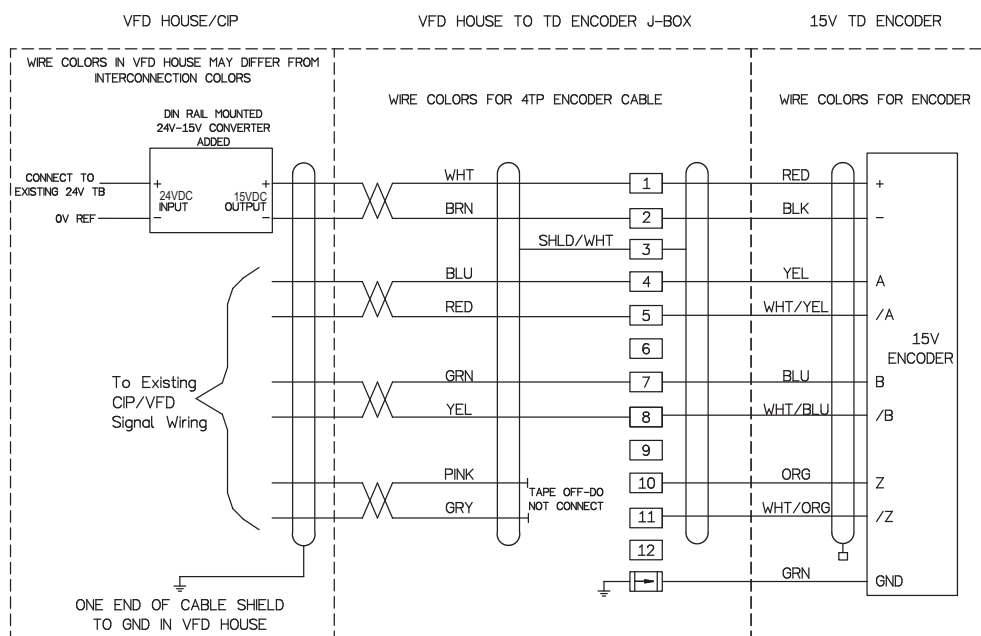 VFD HOUSE/CIP
VFD HOUSE TO TD ENCODER J-BOX
15V TD ENCODER
WIRE COLORS IN VFD HOUSE MAY DIFFER FROM
INTERCONNECTION COLORS
WIRE COLORS FOR 4TP ENCODER CABLE
WIRE COLORS FOR ENCODER
DIN RAIL MOUNTED
24V-15V CONVERTER
ADDED
CONNECT TO
EXISTING 24V TB
0V REF
+
24VDC
INPUT
-
+
15VDC
OUTPUT
-
WHT
1
RED
+
BRN
2
BLK
-
SHLD/WHT
3
BLU
4
YEL
A
RED
5
WHT/YEL
/A
6
15V
ENCODER
GRN
7
BLU
B
YEL
8
WHT/BLU
/B
9
To Existing
CIP/VFD
Signal Wiring
PINK
10
ORG
Z
TAPE OFF-DO
NOT CONNECT
GRY
11
WHT/ORG
/Z
12
GRN
GND
ONE END OF CABLE SHIELD
TO GND IN VFD HOUSE